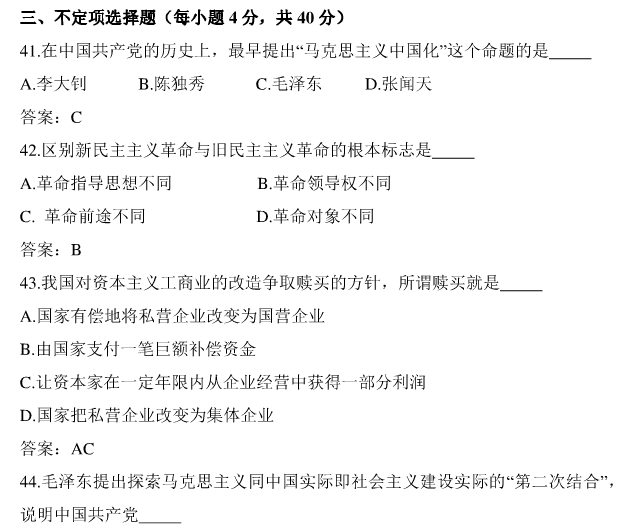 三、不定项选择题（每小题 4 分，共 40 分）
41.在中国共产党的历史上，最早提出“马克思主义中国化”这个命题的是_____
A.李大钊 B.陈独秀 C.毛泽东 D.张闻天
答案：C
42.区别新民主主义革命与旧民主主义革命的根本标志是_____
A.革命指导思想不同 B.革命领导权不同
C. 革命前途不同 D.革命对象不同
答案：B
43.我国对资本主义工商业的改造争取赎买的方针，所谓赎买就是_____
A.国家有偿地将私营企业改变为国营企业
B.由国家支付一笔巨额补偿资金
C.让资本家在一定年限内从企业经营中获得一部分利润
D.国家把私营企业改变为集体企业
答案：AC
44.毛泽东提出探索马克思主义同中国实际即社会主义建设实际的“第二次结合”，
说明中国共产党_____